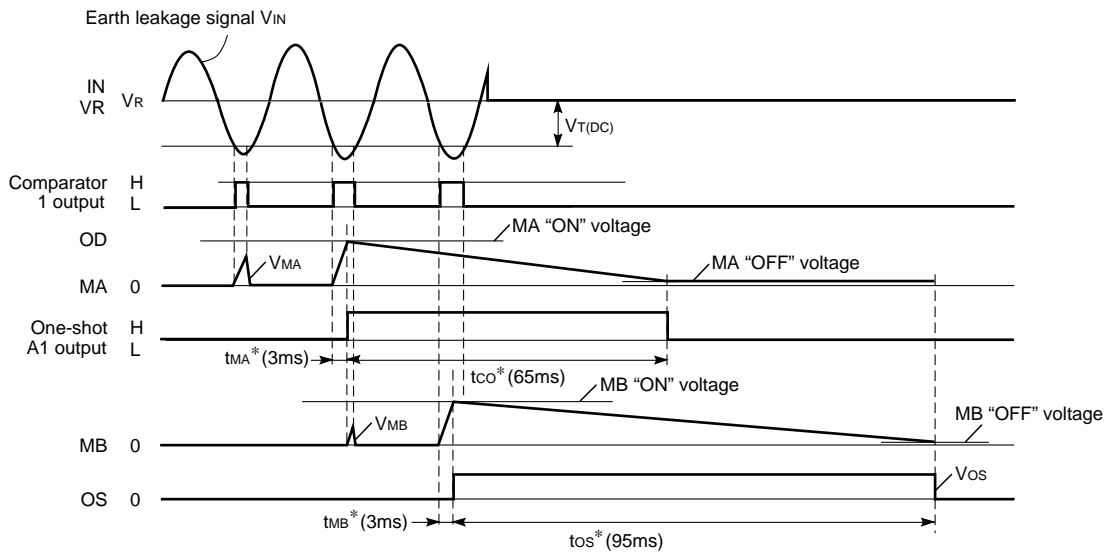 Earth leakage signal VIN
IN
VR
VR
VT(DC)
Comparator
1 output
H
L
OD
MA "ON" voltage
VMA
MA "OFF" voltage
MA 0
One-shot
A1 output
H
L
tMA* (3ms)
tCO* (65ms)
MB "ON" voltage
VMB
MB "OFF" voltage
MB 0
OS 0
VOS
tMB* (3ms)
tOS* (95ms)